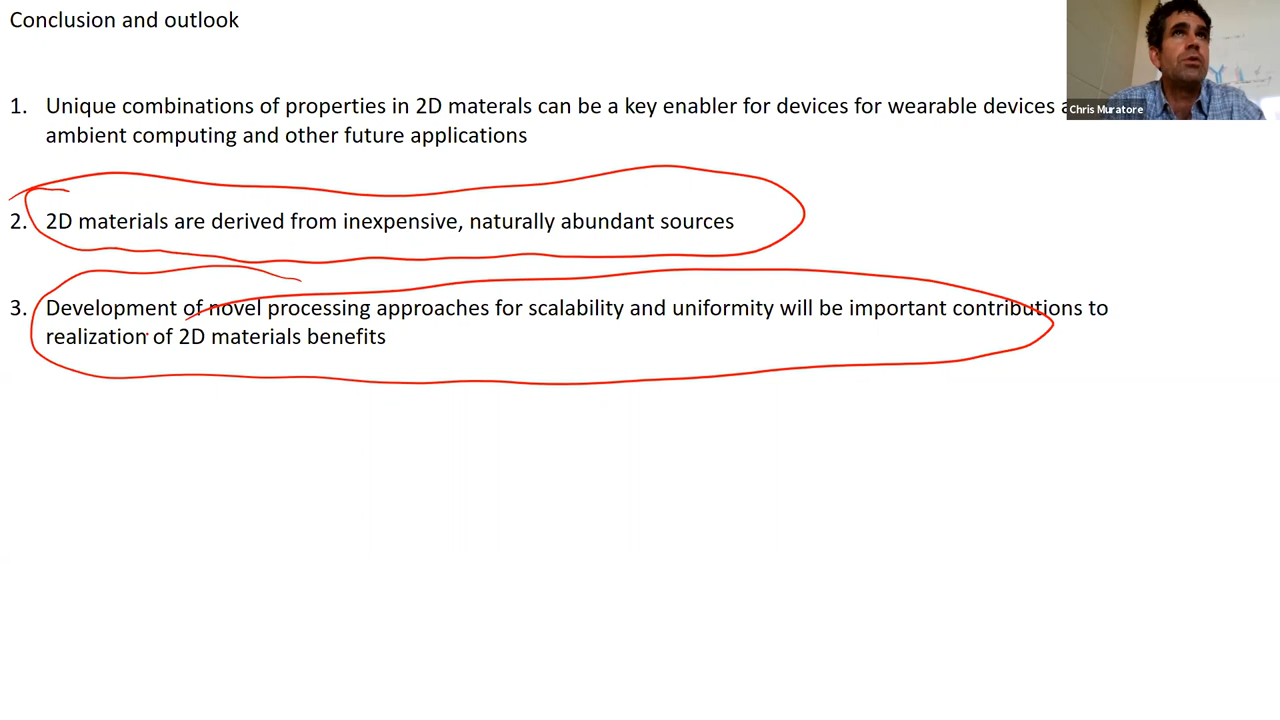 Conclusion and outlook
1. Unique combinations of properties in 2D materals can be a key enabler for devices for wearable devices
Chris Muratore
ambient computing and other future applications
2. 2D materials are derived from inexpensive, naturally abundant sources
3. Development of novel processing approaches for scalability and uniformity will be important contributions to
realization of 2D materials benefits